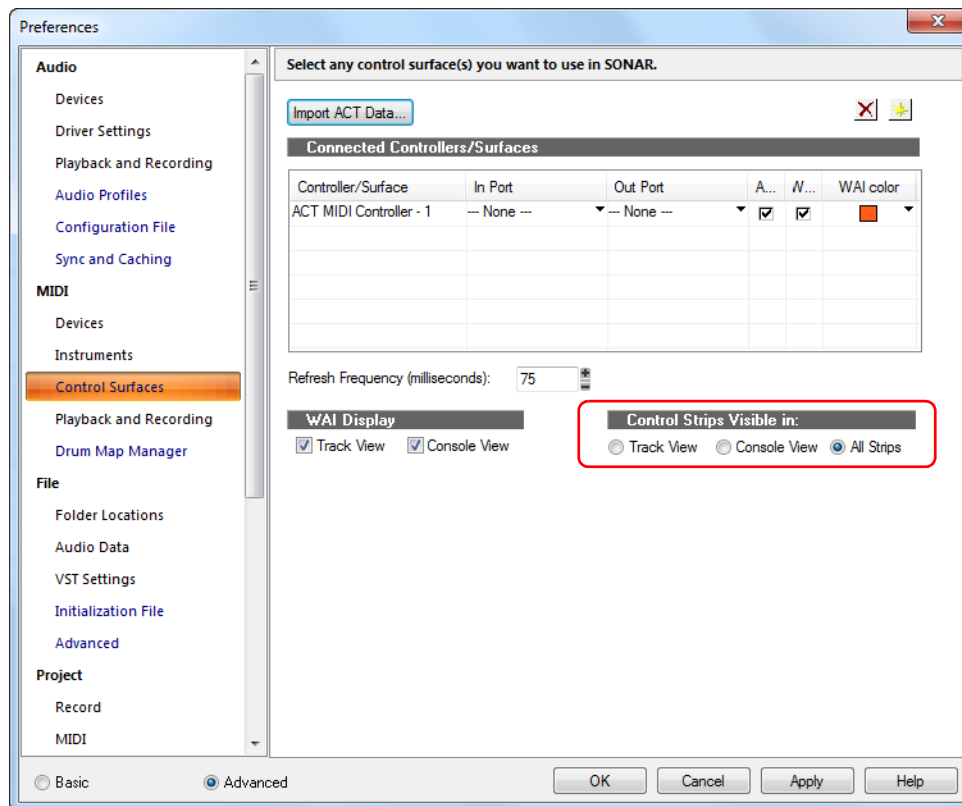 Preferences
Audio
Devices
Driver Settings
Playback and Recording
Audio Profiles
Configuration File
Sync and Caching
MIDI
Devices
Instruments
Control Surfaces
Playback and Recording
Drum Map Manager
File
Folder Locations
Audio Data
VST Settings
Initialization File
Advanced
Project
Record
MIDI
Select any control surface(s) you want to use in SONAR.
Import ACT Data...
Connected Controllers/Surfaces
Controller/Surface In Port Out Port A... W... WAI color
ACT MIDI Controller - 1 --- None --- --- None ---
Refresh Frequency (milliseconds): 75
WAI Display
Track View Console View
Control Strips Visible in:
Track View Console View All Strips
Basic Advanced OK Cancel Apply Help